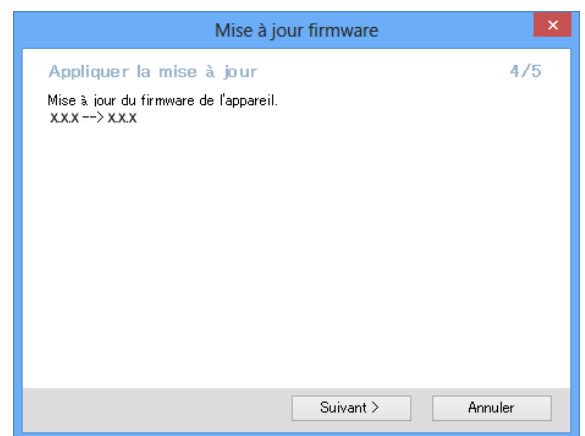 Mise à jour firmware
Appliquer la mise à jour 4/5
Mise à jour du firmware de l'appareil.
X.X.X --> X.X.X
Suivant > Annuler